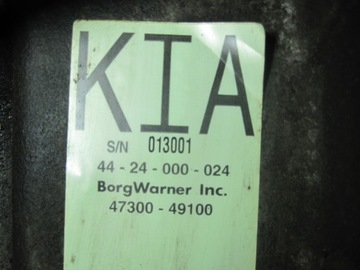 KIA
S/N 013001
44 - 24 - 000 - 024
BorgWarner Inc.
47300 - 49100